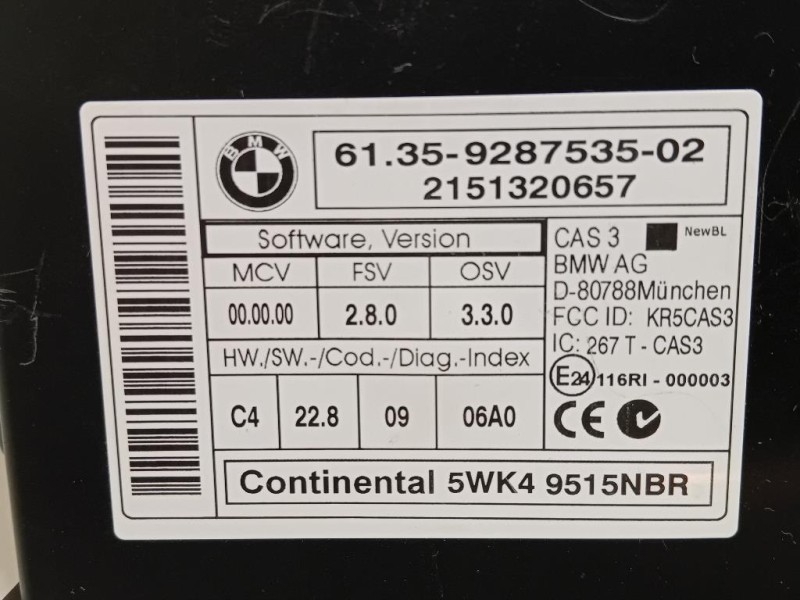 BMW
61.35-9287535-02
2151320657
Software, Version
MCV FSV OSV
00.00.00 2.8.0 3.3.0
HW./SW.-/Cod.-/Diag.-Index
C4 22.8 09 06A0
CAS 3 NewBL
BMW AG
D-80788München
FCC ID: KR5CAS3
IC: 267 T - CAS3
E24 116RI - 000003
CE
Continental 5WK4 9515NBR